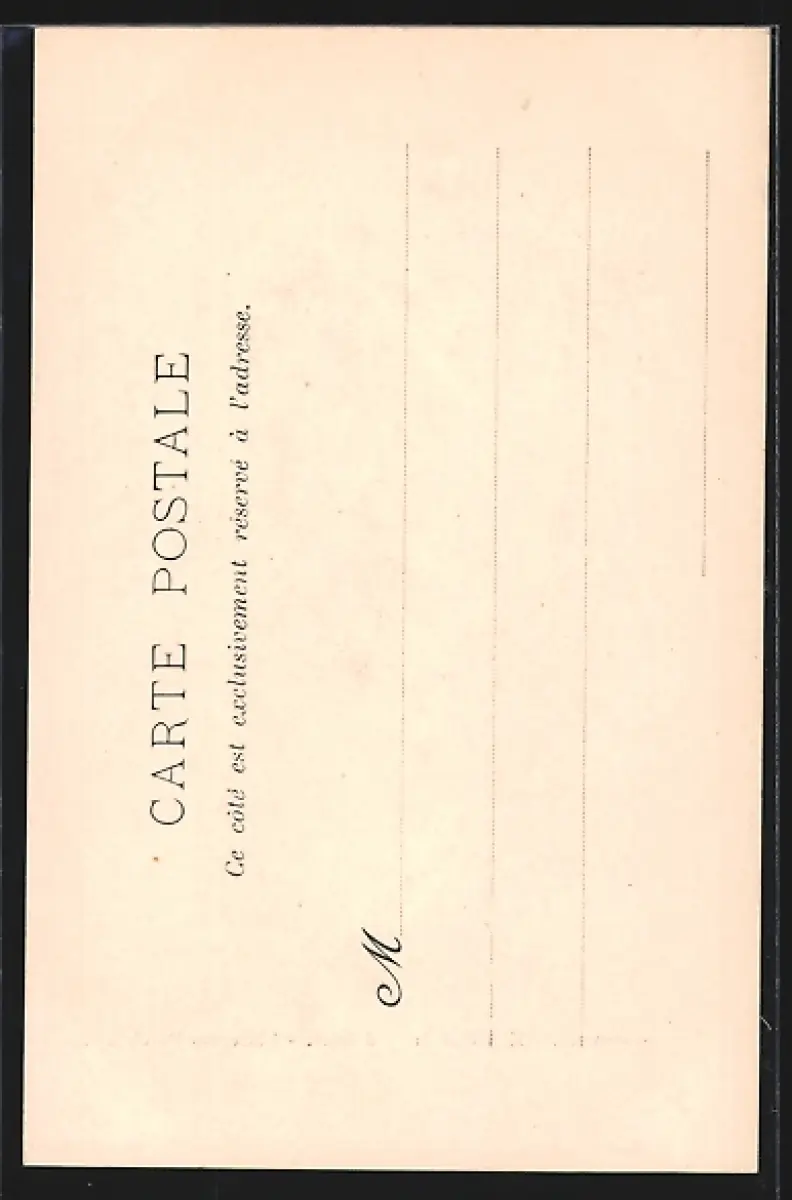 CARTE POSTALE
Ce côté est exclusivement réservé à l'adresse.
M